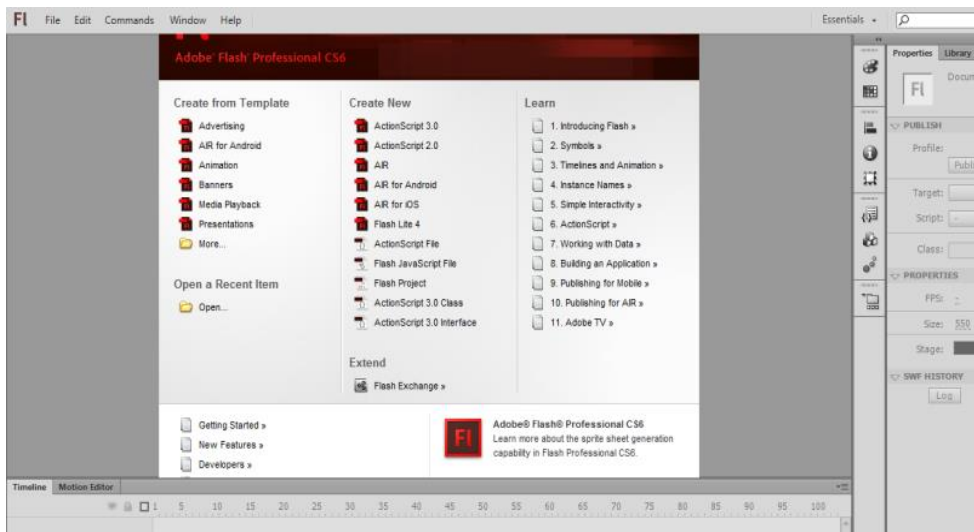 Fl File Edit Commands Window Help Essentials
Adobe® Flash® Professional CS6
Create from Template
Advertising
AIR for Android
Animation
Banners
Media Playback
Presentations
More...
Open a Recent Item
Open...
Create New
ActionScript 3.0
ActionScript 2.0
AIR
AIR for Android
AIR for iOS
Flash Lite 4
ActionScript File
Flash JavaScript File
Flash Project
ActionScript 3.0 Class
ActionScript 3.0 Interface
Extend
Flash Exchange »
Learn
1. Introducing Flash »
2. Symbols »
3. Timelines and Animation »
4. Instance Names »
5. Simple Interactivity »
6. ActionScript »
7. Working with Data »
8. Building an Application »
9. Publishing for Mobile »
10. Publishing for AIR »
11. Adobe TV »
Getting Started »
New Features »
Developers »
Fl
Adobe® Flash® Professional CS6
Learn more about the sprite sheet generation
capability in Flash Professional CS6.
Properties Library
Fl Docum
PUBLISH
Profile:
Publi
Target:
Script: -
Class:
PROPERTIES
FPS: -
Size: 550
Stage:
SWF HISTORY
Log
Timeline Motion Editor
1 5 10 15 20 25 30 35 40 45 50 55 60 65 70 75 80 85 90 95 100